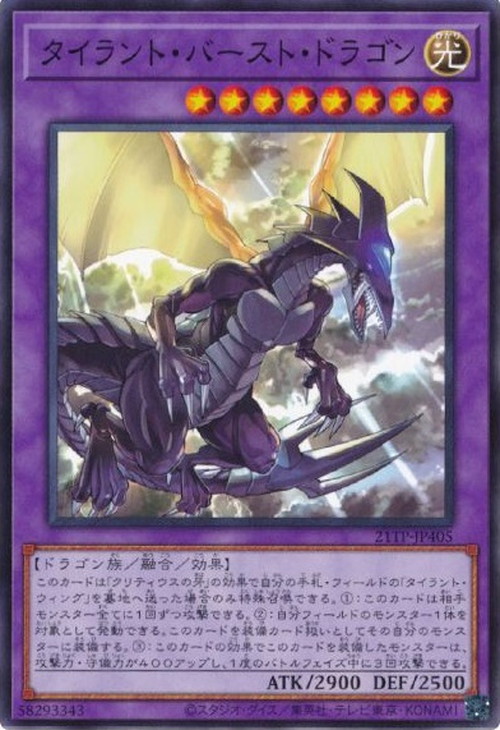 タイラント・バースト・ドラゴン
光
21TP-JP405
【ドラゴン族／融合／効果】
このカードは「クリティウスの牙」の効果で自分の手札・フィールドの「タイラント・
ウィング」を墓地へ送った場合のみ特殊召喚できる。①：このカードは相手
モンスター全てに1回ずつ攻撃できる。②：自分フィールドのモンスター1体を
対象として発動できる。このカードを装備カード扱いとしてその自分のモンス
ターに装備する。③：このカードの効果でこのカードを装備したモンスターは、
攻撃力・守備力が400アップし、1度のバトルフェイズ中に3回攻撃できる。
ATK/2900 DEF/2500
58293343
©スタジオ・ダイス／集英社・テレビ東京・KONAMI